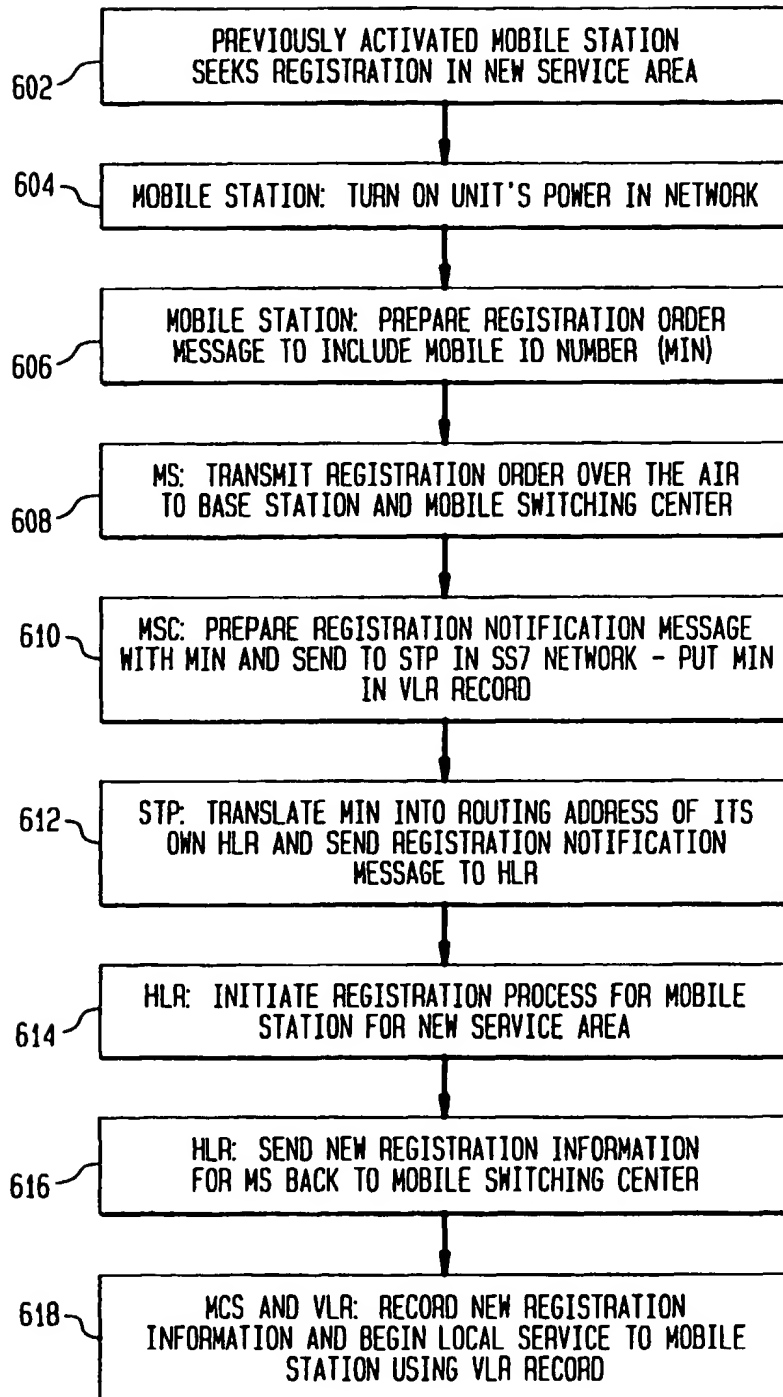 602
PREVIOUSLY ACTIVATED MOBILE STATION
SEEKS REGISTRATION IN NEW SERVICE AREA
604
MOBILE STATION: TURN ON UNIT'S POWER IN NETWORK
606
MOBILE STATION: PREPARE REGISTRATION ORDER
MESSAGE TO INCLUDE MOBILE ID NUMBER (MIN)
608
MS: TRANSMIT REGISTRATION ORDER OVER THE AIR
TO BASE STATION AND MOBILE SWITCHING CENTER
610
MSC: PREPARE REGISTRATION NOTIFICATION MESSAGE
WITH MIN AND SEND TO STP IN SS7 NETWORK - PUT MIN
IN VLR RECORD
612
STP: TRANSLATE MIN INTO ROUTING ADDRESS OF ITS
OWN HLR AND SEND REGISTRATION NOTIFICATION
MESSAGE TO HLR
614
HLR: INITIATE REGISTRATION PROCESS FOR MOBILE
STATION FOR NEW SERVICE AREA
616
HLR: SEND NEW REGISTRATION INFORMATION
FOR MS BACK TO MOBILE SWITCHING CENTER
618
MCS AND VLR: RECORD NEW REGISTRATION
INFORMATION AND BEGIN LOCAL SERVICE TO MOBILE
STATION USING VLR RECORD